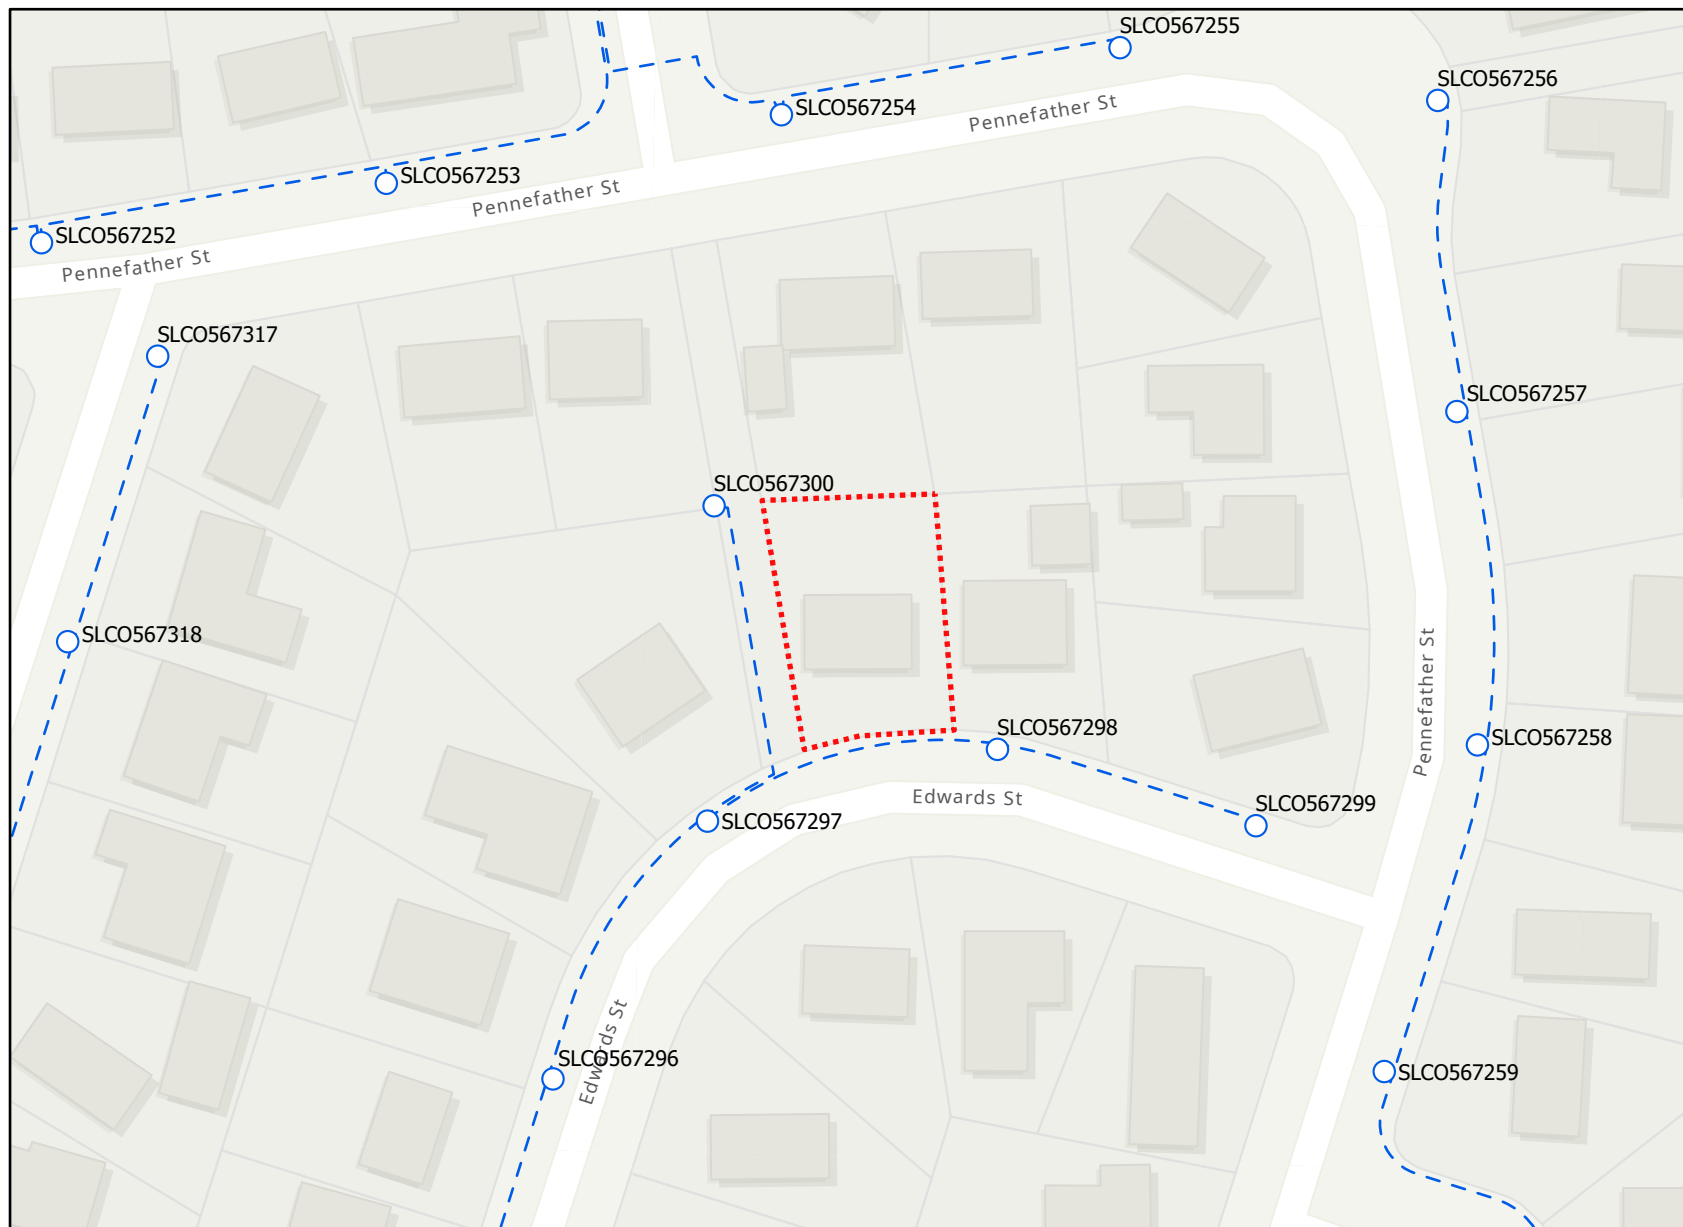 SLCO567255
SLCO567256
SLCO567254
Pennefather St
SLCO567253
Pennefather St
SLCO567252
Pennefather St
SLCO567317
SLCO567257
SLCO567300
SLCO567318
Pennefather St
SLCO567298
SLCO567258
Edwards St
SLCO567299
SLCO567297
Edwards St
SLCO567296
SLCO567259